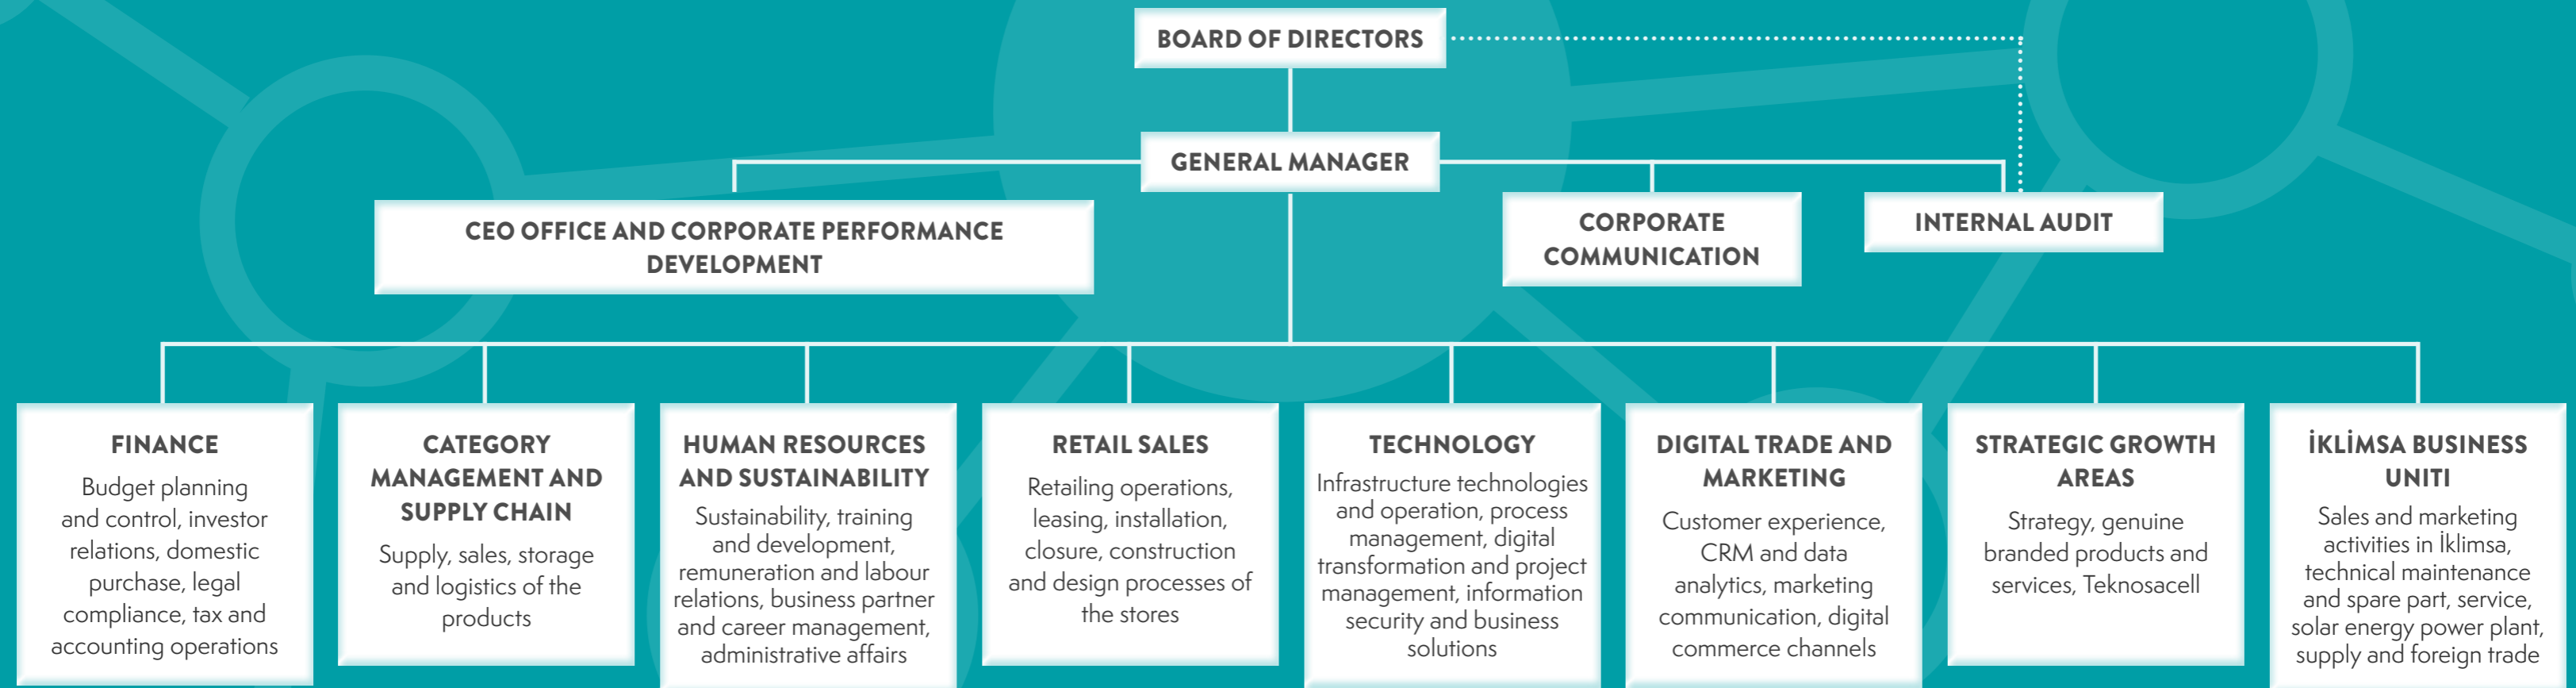 BOARD OF DIRECTORS
GENERAL MANAGER
CEO OFFICE AND CORPORATE PERFORMANCE
DEVELOPMENT
CORPORATE
COMMUNICATION
INTERNAL AUDIT
FINANCE
Budget planning
and control, investor
relations, domestic
purchase, legal
compliance, tax and
accounting operations
CATEGORY
MANAGEMENT AND
SUPPLY CHAIN
Supply, sales, storage
and logistics of the
products
HUMAN RESOURCES
AND SUSTAINABILITY
Sustainability, training
and development,
remuneration and labour
relations, business partner
and career management,
administrative affairs
RETAIL SALES
Retailing operations,
leasing, installation,
closure, construction
and design processes of
the stores
TECHNOLOGY
Infrastructure technologies
and operation, process
management, digital
transformation and project
management, information
security and business
solutions
DIGITAL TRADE AND
MARKETING
Customer experience,
CRM and data
analytics, marketing
communication, digital
commerce channels
STRATEGIC GROWTH
AREAS
Strategy, genuine
branded products and
services, Teknosacell
İKLİMSA BUSINESS
UNITI
Sales and marketing
activities in İklimsa,
technical maintenance
and spare part, service,
solar energy power plant,
supply and foreign trade